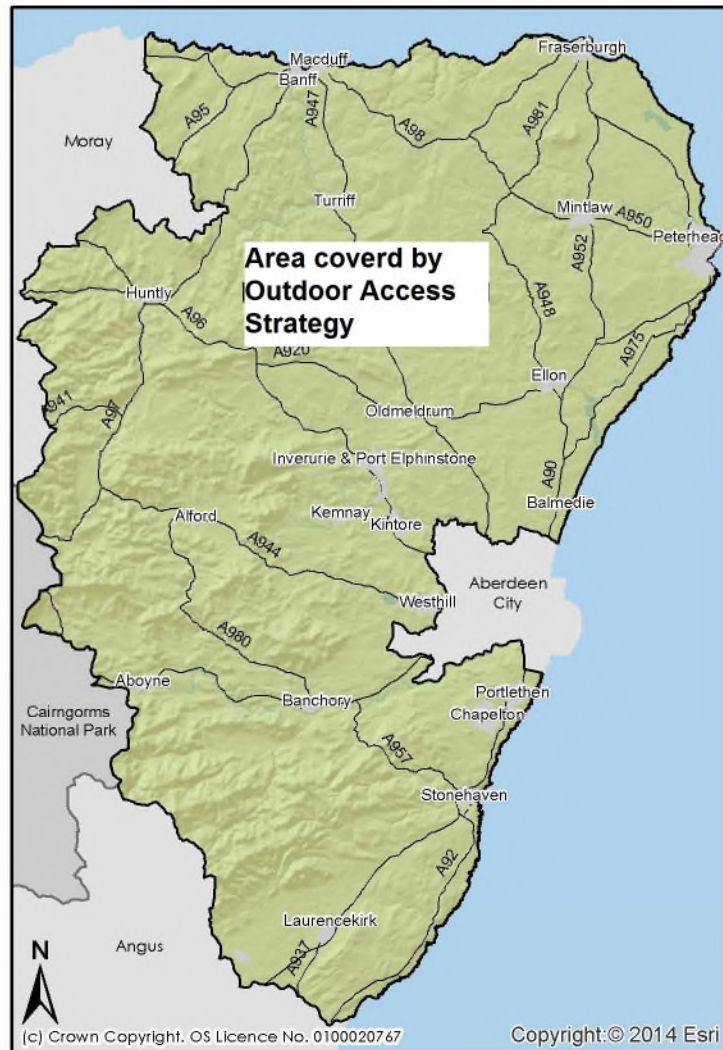 Fraserburgh
Macduff
Banff
A947
A98
A981
A95
Moray
Turriff
Mintlaw
A950
Peterhead
A952
Area coverd by
Outdoor Access
Strategy
Huntly
A96
A948
A920
A975
Ellon
A941
A97
Oldmeldrum
Inverurie & Port Elphinstone
A90
Balmedie
Alford
Kemnay
Kintore
A944
Aberdeen
City
Westhill
A980
Aboyne
Banchory
Portlethen
Chapelton
Cairngorms
National Park
A957
Stonehaven
A92
Laurencekirk
A937
Angus
N
(c) Crown Copyright. OS Licence No. 0100020767
Copyright:© 2014 Esri